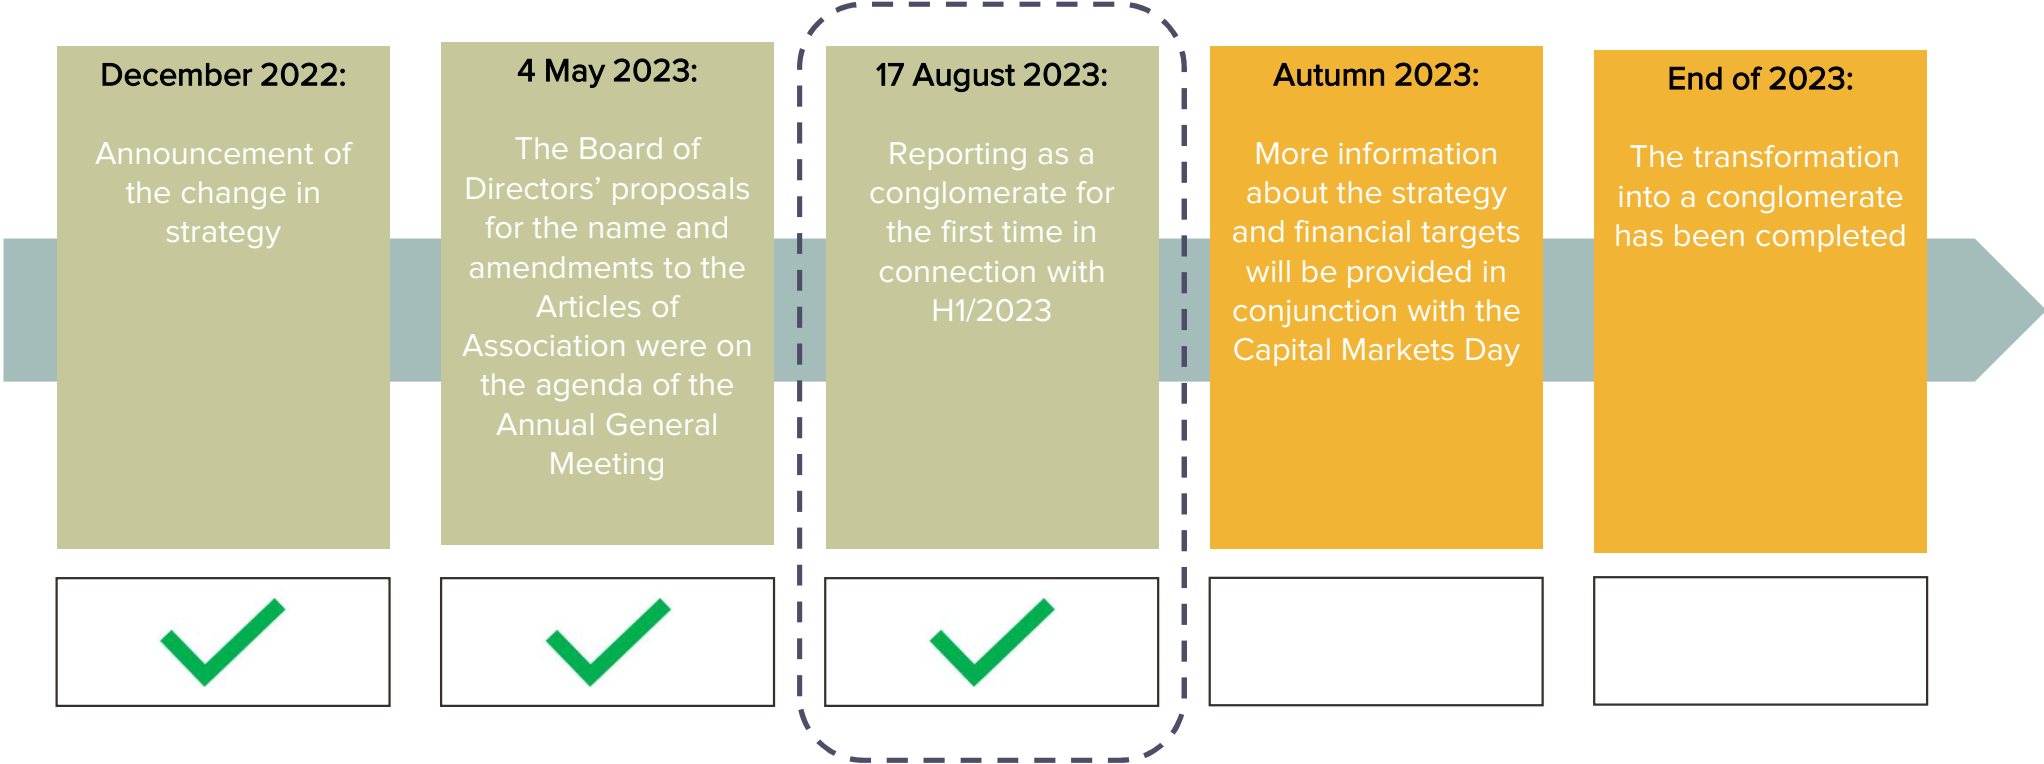 December 2022:
Announcement of
the change in
strategy
4 May 2023:
The Board of
Directors’ proposals
for the name and
amendments to the
Articles of
Association were on
the agenda of the
Annual General
Meeting
17 August 2023:
Reporting as a
conglomerate for
the first time in
connection with
H1/2023
Autumn 2023:
More information
about the strategy
and financial targets
will be provided in
conjunction with the
Capital Markets Day
End of 2023:
The transformation
into a conglomerate
has been completed